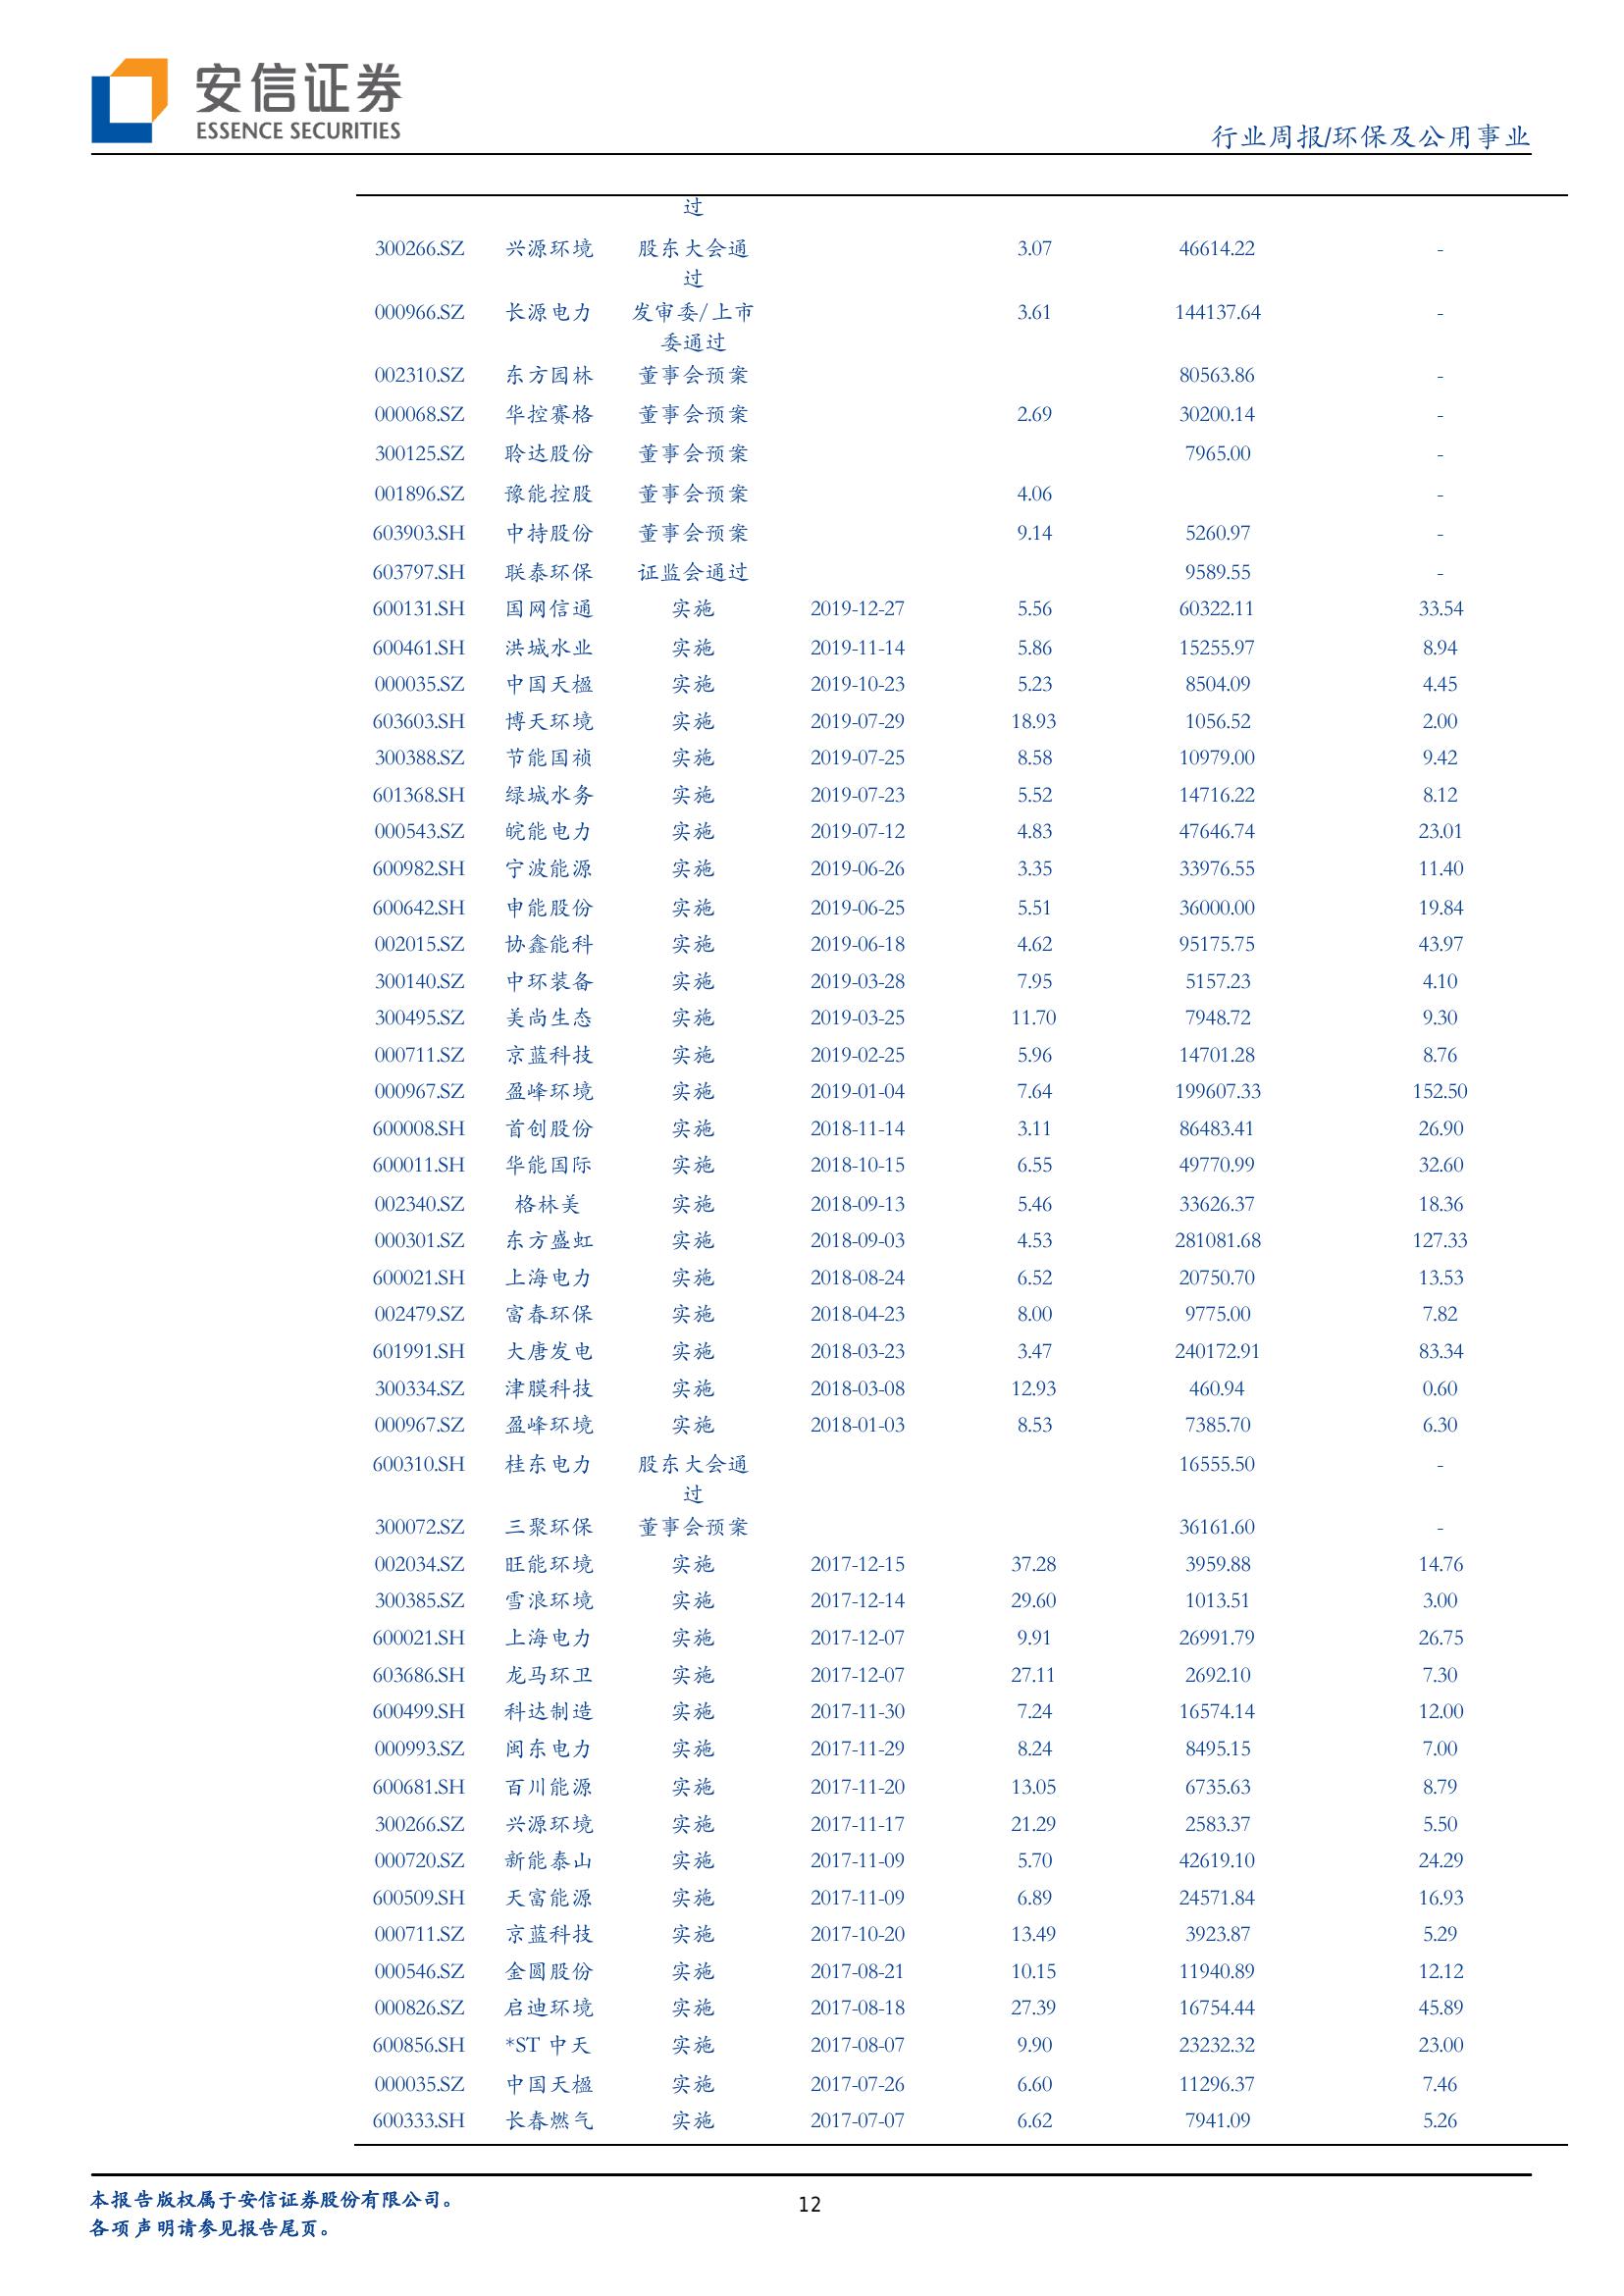 安信证券
ESSENCE SECURITIES
行业周报/环保及公用事业
过
300266.SZ 兴源环境 股东大会通 3.07 46614.22 -
过
000966.SZ 长源电力 发审委/上市 3.61 144137.64 -
委通过
002310.SZ 东方园林 董事会预案 80563.86 -
000068.SZ 华控赛格 董事会预案 2.69 30200.14 -
300125.SZ 聆达股份 董事会预案 7965.00 -
001896.SZ 豫能控股 董事会预案 4.06 -
603903.SH 中持股份 董事会预案 9.14 5260.97 -
603797.SH 联泰环保 证监会通过 9589.55 -
600131.SH 国网信通 实施 2019-12-27 5.56 60322.11 33.54
600461.SH 洪城水业 实施 2019-11-14 5.86 15255.97 8.94
000035.SZ 中国天楹 实施 2019-10-23 5.23 8504.09 4.45
603603.SH 博天环境 实施 2019-07-29 18.93 1056.52 2.00
300388.SZ 节能国祯 实施 2019-07-25 8.58 10979.00 9.42
601368.SH 绿城水务 实施 2019-07-23 5.52 14716.22 8.12
000543.SZ 皖能电力 实施 2019-07-12 4.83 47646.74 23.01
600982.SH 宁波能源 实施 2019-06-26 3.35 33976.55 11.40
600642.SH 申能股份 实施 2019-06-25 5.51 36000.00 19.84
002015.SZ 协鑫能科 实施 2019-06-18 4.62 95175.75 43.97
300140.SZ 中环装备 实施 2019-03-28 7.95 5157.23 4.10
300495.SZ 美尚生态 实施 2019-03-25 11.70 7948.72 9.30
000711.SZ 京蓝科技 实施 2019-02-25 5.96 14701.28 8.76
000967.SZ 盈峰环境 实施 2019-01-04 7.64 199607.33 152.50
600008.SH 首创股份 实施 2018-11-14 3.11 86483.41 26.90
600011.SH 华能国际 实施 2018-10-15 6.55 49770.99 32.60
002340.SZ 格林美 实施 2018-09-13 5.46 33626.37 18.36
000301.SZ 东方盛虹 实施 2018-09-03 4.53 281081.68 127.33
600021.SH 上海电力 实施 2018-08-24 6.52 20750.70 13.53
002479.SZ 富春环保 实施 2018-04-23 8.00 9775.00 7.82
601991.SH 大唐发电 实施 2018-03-23 3.47 240172.91 83.34
300334.SZ 津膜科技 实施 2018-03-08 12.93 460.94 0.60
000967.SZ 盈峰环境 实施 2018-01-03 8.53 7385.70 6.30
600310.SH 桂东电力 股东大会通 16555.50 -
过
300072.SZ 三聚环保 董事会预案 36161.60 -
002034.SZ 旺能环境 实施 2017-12-15 37.28 3959.88 14.76
300385.SZ 雪浪环境 实施 2017-12-14 29.60 1013.51 3.00
600021.SH 上海电力 实施 2017-12-07 9.91 26991.79 26.75
603686.SH 龙马环卫 实施 2017-12-07 27.11 2692.10 7.30
600499.SH 科达制造 实施 2017-11-30 7.24 16574.14 12.00
000993.SZ 闽东电力 实施 2017-11-29 8.24 8495.15 7.00
600681.SH 百川能源 实施 2017-11-20 13.05 6735.63 8.79
300266.SZ 兴源环境 实施 2017-11-17 21.29 2583.37 5.50
000720.SZ 新能泰山 实施 2017-11-09 5.70 42619.10 24.29
600509.SH 天富能源 实施 2017-11-09 6.89 24571.84 16.93
000711.SZ 京蓝科技 实施 2017-10-20 13.49 3923.87 5.29
000546.SZ 金圆股份 实施 2017-08-21 10.15 11940.89 12.12
000826.SZ 启迪环境 实施 2017-08-18 27.39 16754.44 45.89
600856.SH *ST 中天 实施 2017-08-07 9.90 23232.32 23.00
000035.SZ 中国天楹 实施 2017-07-26 6.60 11296.37 7.46
600333.SH 长春燃气 实施 2017-07-07 6.62 7941.09 5.26
本报告版权属于安信证券股份有限公司。
各项声明请参见报告尾页。
12